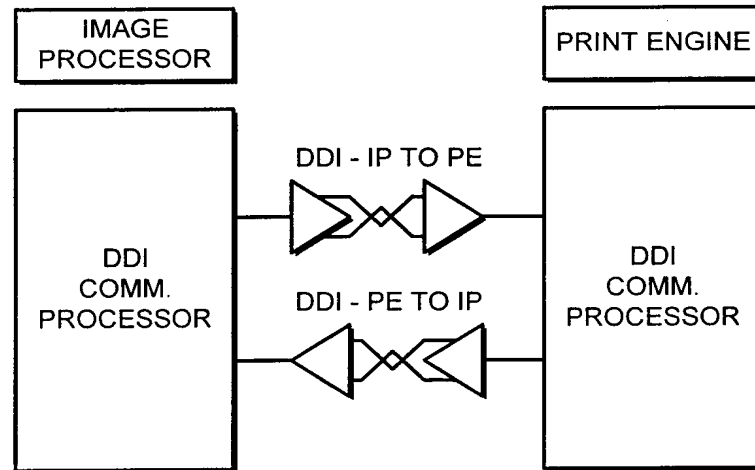 IMAGE
PROCESSOR
PRINT ENGINE
DDI - IP TO PE
DDI
COMM.
PROCESSOR
DDI - PE TO IP
DDI
COMM.
PROCESSOR